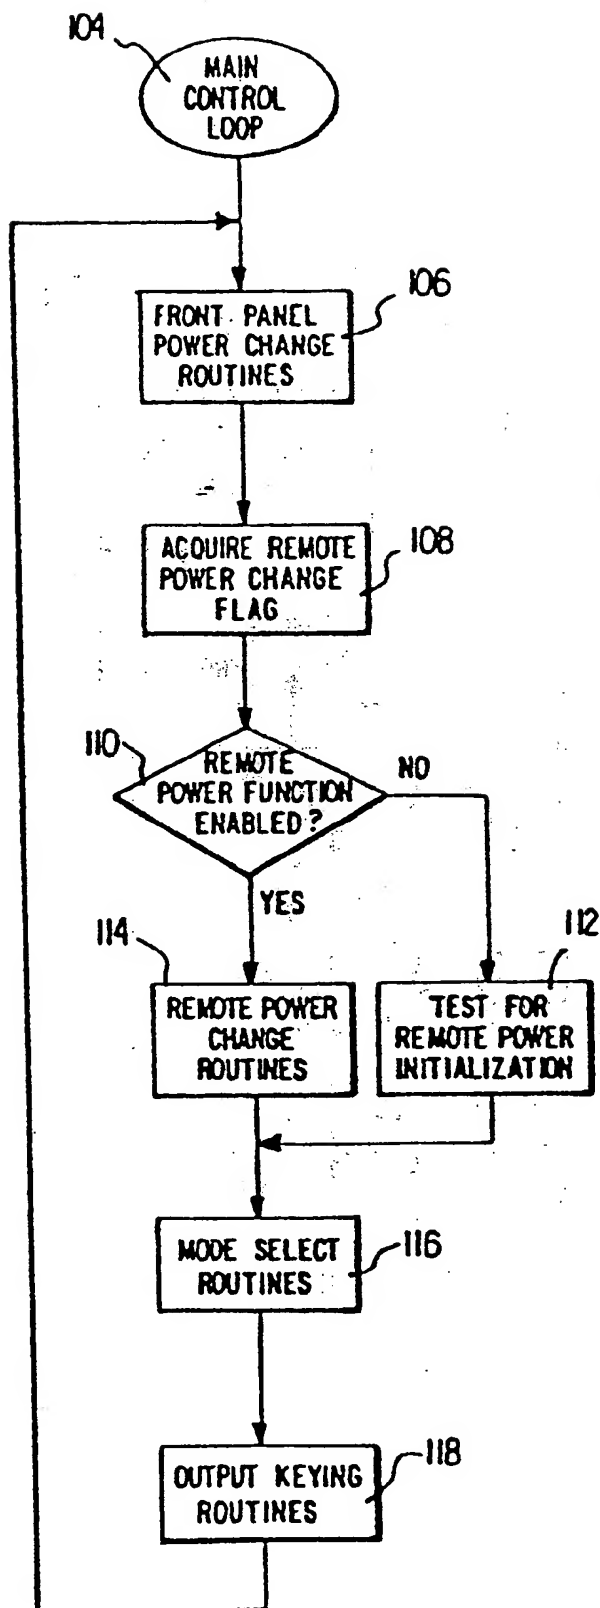 104
MAIN
CONTROL
LOOP
106
FRONT PANEL
POWER CHANGE
ROUTINES
108
ACQUIRE REMOTE
POWER CHANGE
FLAG
110
REMOTE
POWER FUNCTION
ENABLED?
NO
YES
114
REMOTE POWER
CHANGE
ROUTINES
112
TEST FOR
REMOTE POWER
INITIALIZATION
MODE SELECT
ROUTINES
116
OUTPUT KEYING
ROUTINES
118